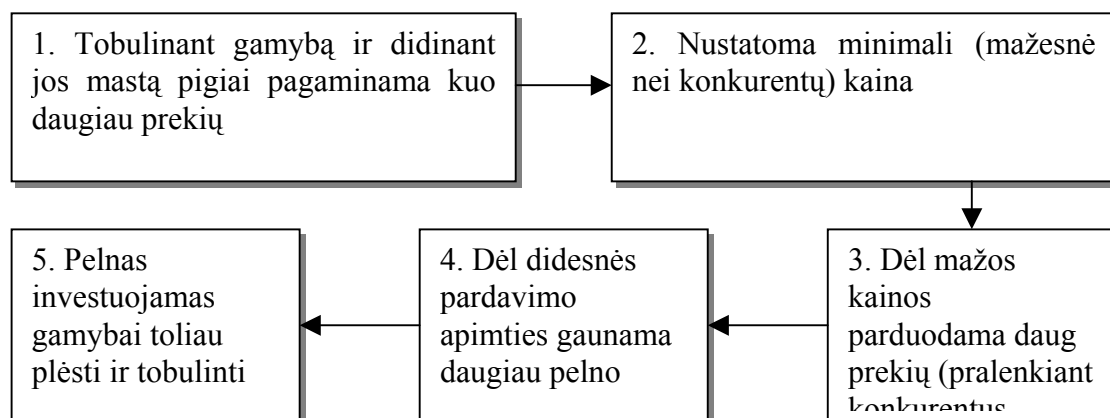 1. Tobulinant gamybą ir didinant
jos mastą pigiai pagaminama kuo
daugiau prekių
2. Nustatoma minimali (mažesnė
nei konkurentų) kaina
3. Dėl mažos
kainos
parduodama daug
prekių (pralenkiant
konkurentus
4. Dėl didesnės
pardavimo
apimties gaunama
daugiau pelno
5. Pelnas
investuojamas
gamybai toliau
plėsti ir tobulinti